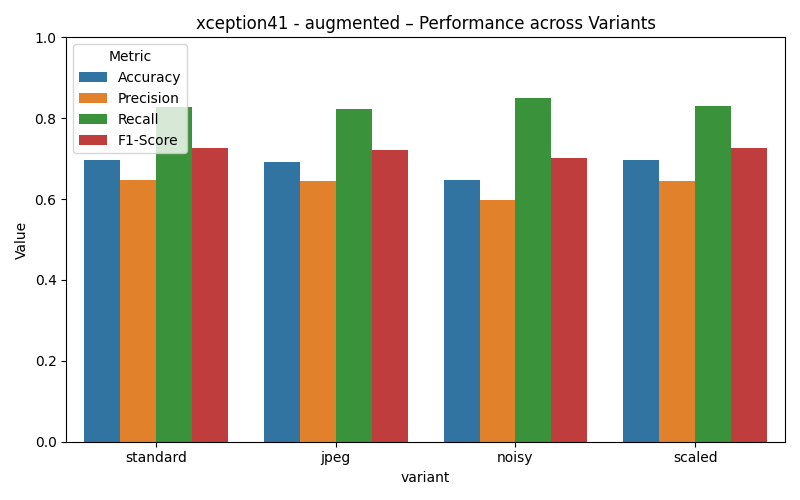 xception41 - augmented – Performance across Variants
Metric
Accuracy
Precision
Recall
F1-Score
Value
1.0
0.8
0.6
0.4
0.2
0.0
standard jpeg noisy scaled
variant